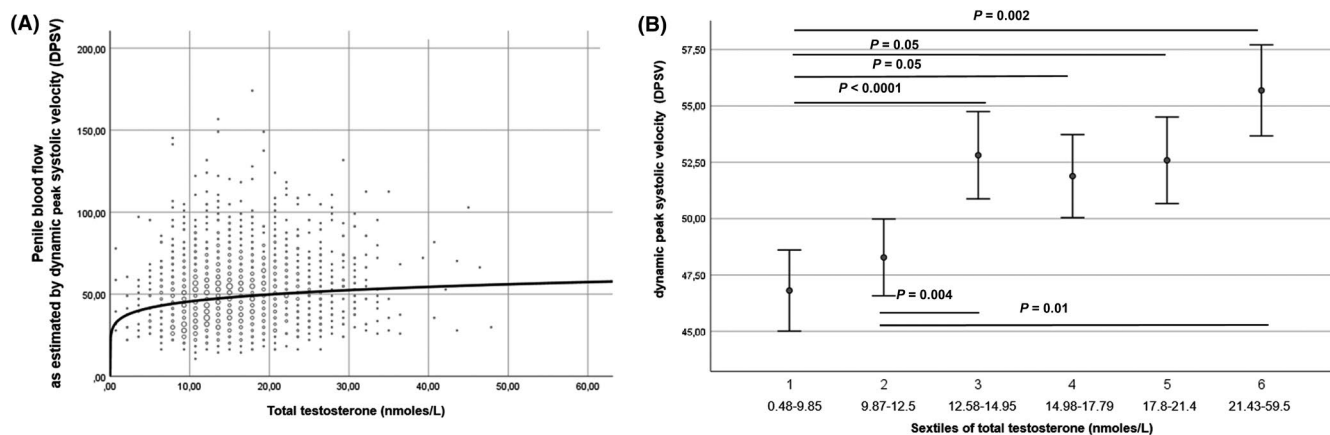 (A)
Penile blood flow
as estimated by dynamic peak systolic velocity (DPSV)
200,00
150,00
100,00
50,00
,00
,00 10,00 20,00 30,00 40,00 50,00 60,00
Total testosterone (nmoles/L)
(B)
dynamic peak systolic velocity (DPSV)
57,50
55,00
52,50
50,00
47,50
45,00
P = 0.002
P = 0.05
P = 0.05
P < 0.0001
P = 0.004
P = 0.01
1 2 3 4 5 6
0.48-9.85 9.87-12.5 12.58-14.95 14.98-17.79 17.8-21.4 21.43-59.5
Sextiles of total testosterone (nmoles/L)